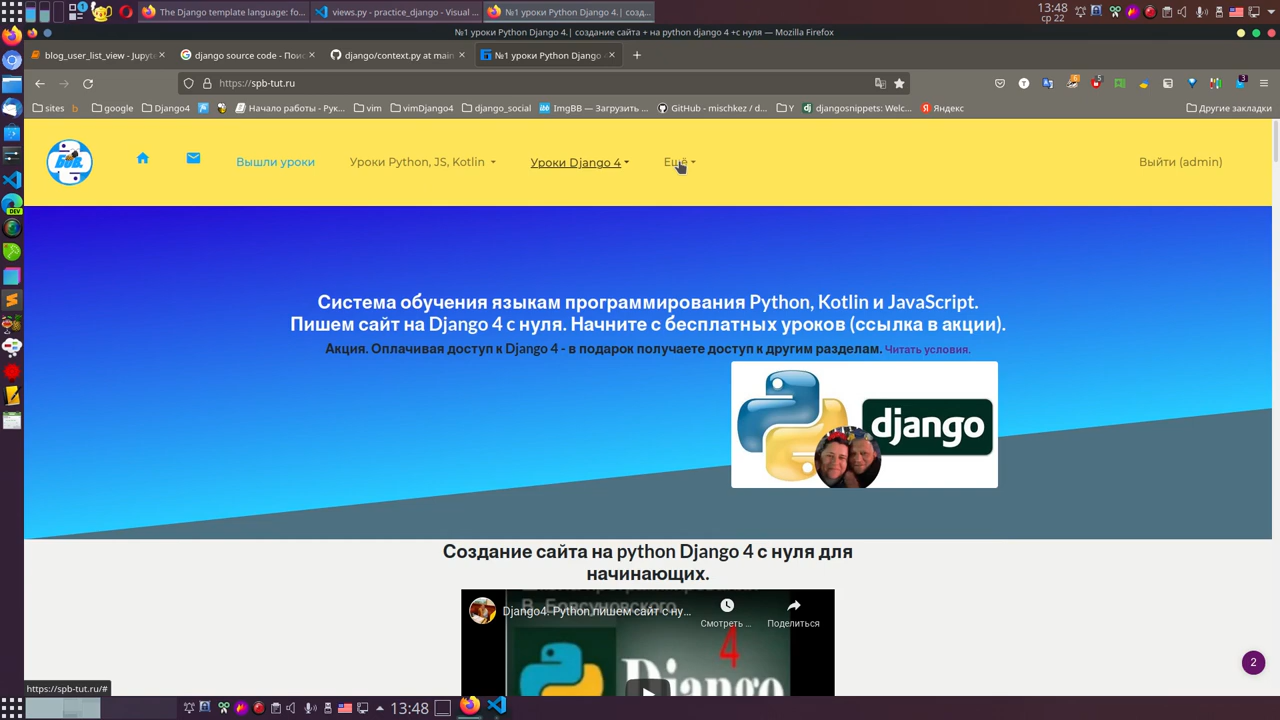 The Django template language: fo...
views.py - practice_django - Visual ...
№1 уроки Python Django 4.| созд...
13:48
ср 22
№1 уроки Python Django 4.| создание сайта + на python django 4 +с нуля — Mozilla Firefox
blog_user_list_view - Jupyt
django source code - Поис
django/context.py at main
№1 уроки Python Django
https://spb-tut.ru
sites
b
google
Django4
Начало работы - Рук...
vim
vimDjango4
django_social
ImgBB — Загрузить ...
GitHub - mischkez / d...
Y
djangosnippets: Welc...
Яндекс
Другие закладки
Вышли уроки
Уроки Python, JS, Kotlin
Уроки Django 4
Ещё
Выйти (admin)
Система обучения языкам программирования Python, Kotlin и JavaScript.
Пишем сайт на Django 4 с нуля. Начните с бесплатных уроков (ссылка в акции).
Акция. Оплачивая доступ к Django 4 - в подарок получаете доступ к другим разделам. Читать условия.
django
Создание сайта на python Django 4 с нуля для
начинающих.
Django4. Python пишем сайт с ну...
Смотреть ...
Поделиться
В. Бовсуновского
4
Django
2
https://spb-tut.ru/#
13:48